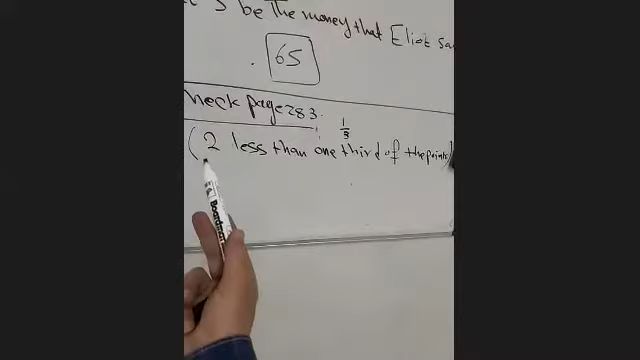 S be the money that Eliot sa
65
heck page 283.
1/3
(2 less than one third of the points)
Boardmar